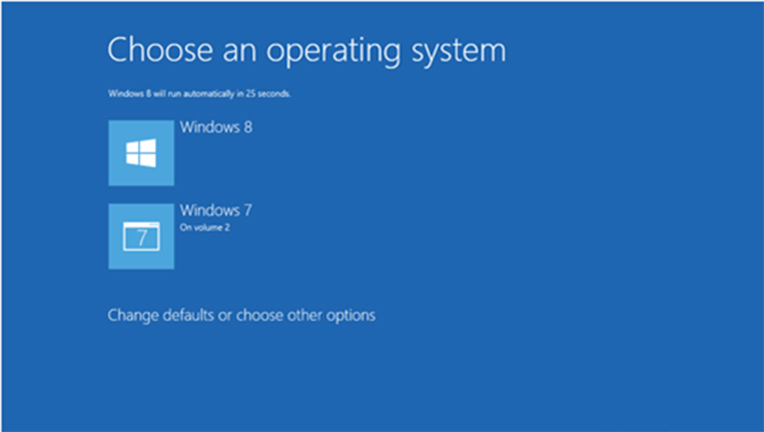 Choose an operating system
Windows 8 will run automatically in 25 seconds.
Windows 8
Windows 7
On volume 2
7
Change defaults or choose other options